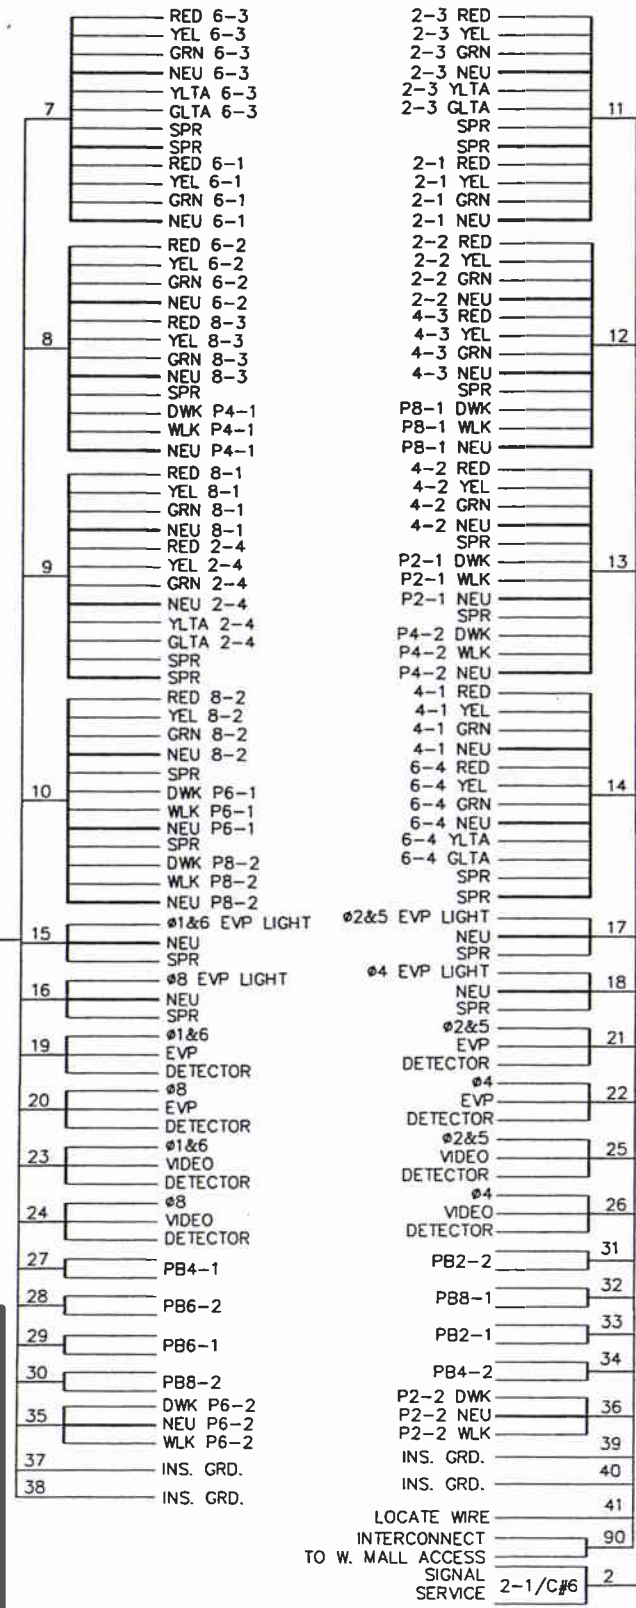 RED 6-3
YEL 6-3
GRN 6-3
NEU 6-3
YLTA 6-3
GLTA 6-3
7
SPR
SPR
RED 6-1
YEL 6-1
GRN 6-1
NEU 6-1
RED 6-2
YEL 6-2
GRN 6-2
NEU 6-2
RED 8-3
YEL 8-3
8
GRN 8-3
NEU 8-3
SPR
DWK P4-1
WLK P4-1
NEU P4-1
RED 8-1
YEL 8-1
GRN 8-1
NEU 8-1
RED 2-4
9
YEL 2-4
GRN 2-4
NEU 2-4
YLTA 2-4
GLTA 2-4
SPR
SPR
RED 8-2
YEL 8-2
GRN 8-2
NEU 8-2
SPR
10
DWK P6-1
WLK P6-1
NEU P6-1
SPR
DWK P8-2
WLK P8-2
NEU P8-2
15
ø1&6 EVP LIGHT
NEU
SPR
16
ø8 EVP LIGHT
NEU
SPR
19
ø1&6
EVP
DETECTOR
20
ø8
EVP
DETECTOR
23
ø1&6
VIDEO
DETECTOR
24
ø8
VIDEO
DETECTOR
27
PB4-1
28
PB6-2
29
PB6-1
30
PB8-2
35
DWK P6-2
NEU P6-2
WLK P6-2
37
INS. GRD.
38
INS. GRD.
2-3 RED
2-3 YEL
2-3 GRN
2-3 NEU
2-3 YLTA
2-3 GLTA
11
SPR
SPR
2-1 RED
2-1 YEL
2-1 GRN
2-1 NEU
2-2 RED
2-2 YEL
2-2 GRN
2-2 NEU
4-3 RED
4-3 YEL
12
4-3 GRN
4-3 NEU
SPR
P8-1 DWK
P8-1 WLK
P8-1 NEU
4-2 RED
4-2 YEL
4-2 GRN
4-2 NEU
SPR
13
P2-1 DWK
P2-1 WLK
P2-1 NEU
SPR
P4-2 DWK
P4-2 WLK
P4-2 NEU
4-1 RED
4-1 YEL
4-1 GRN
4-1 NEU
6-4 RED
14
6-4 YEL
6-4 GRN
6-4 NEU
6-4 YLTA
6-4 GLTA
SPR
SPR
ø2&5 EVP LIGHT
17
NEU
SPR
ø4 EVP LIGHT
18
NEU
SPR
ø2&5
21
EVP
DETECTOR
ø4
22
EVP
DETECTOR
ø2&5
25
VIDEO
DETECTOR
ø4
26
VIDEO
DETECTOR
31
PB2-2
32
PB8-1
33
PB2-1
34
PB4-2
P2-2 DWK
36
P2-2 NEU
P2-2 WLK
39
INS. GRD.
40
INS. GRD.
41
LOCATE WIRE
INTERCONNECT 90
TO W. MALL ACCESS
SIGNAL
SERVICE 2-1/C#6 2